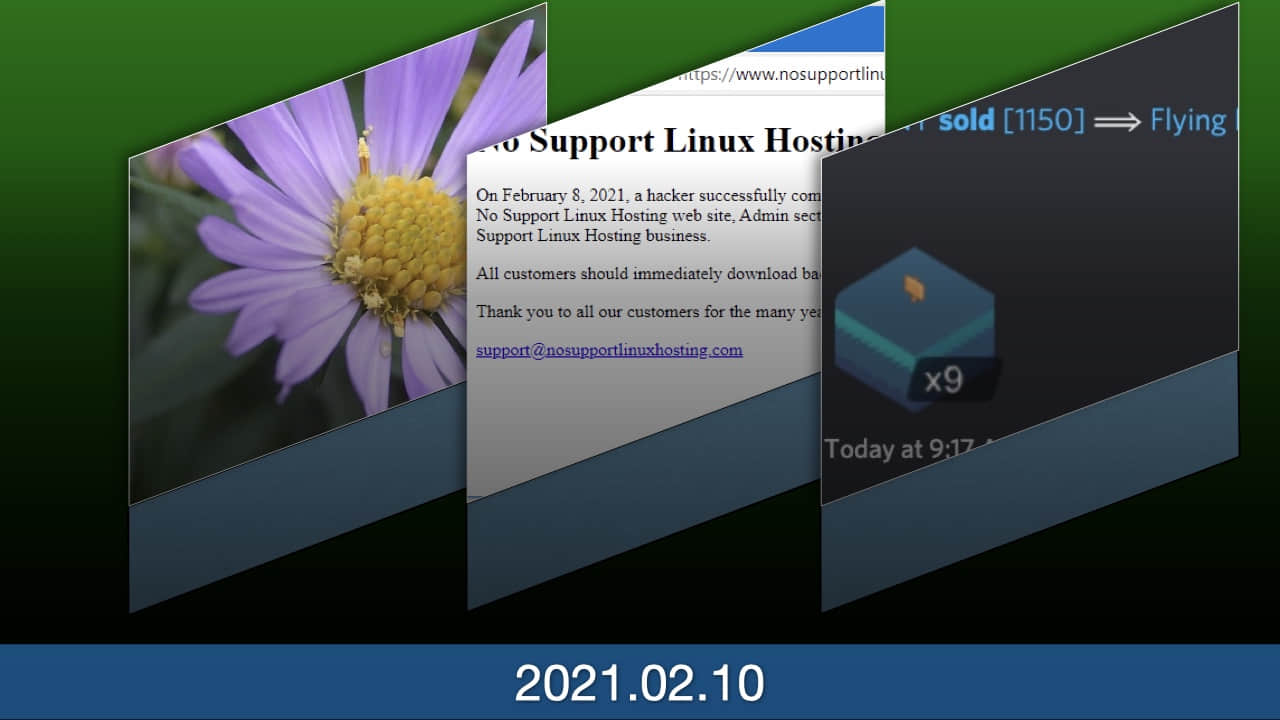 https://www.nosupportlinu
No Support Linux Hosting
On February 8, 2021, a hacker successfully com
No Support Linux Hosting web site, Admin sect
Support Linux Hosting business.
All customers should immediately download ba
Thank you to all our customers for the many yea
support@nosupportlinuxhosting.com
sold [1150] ⟹ Flying
x9
Today at 9:17
2021.02.10